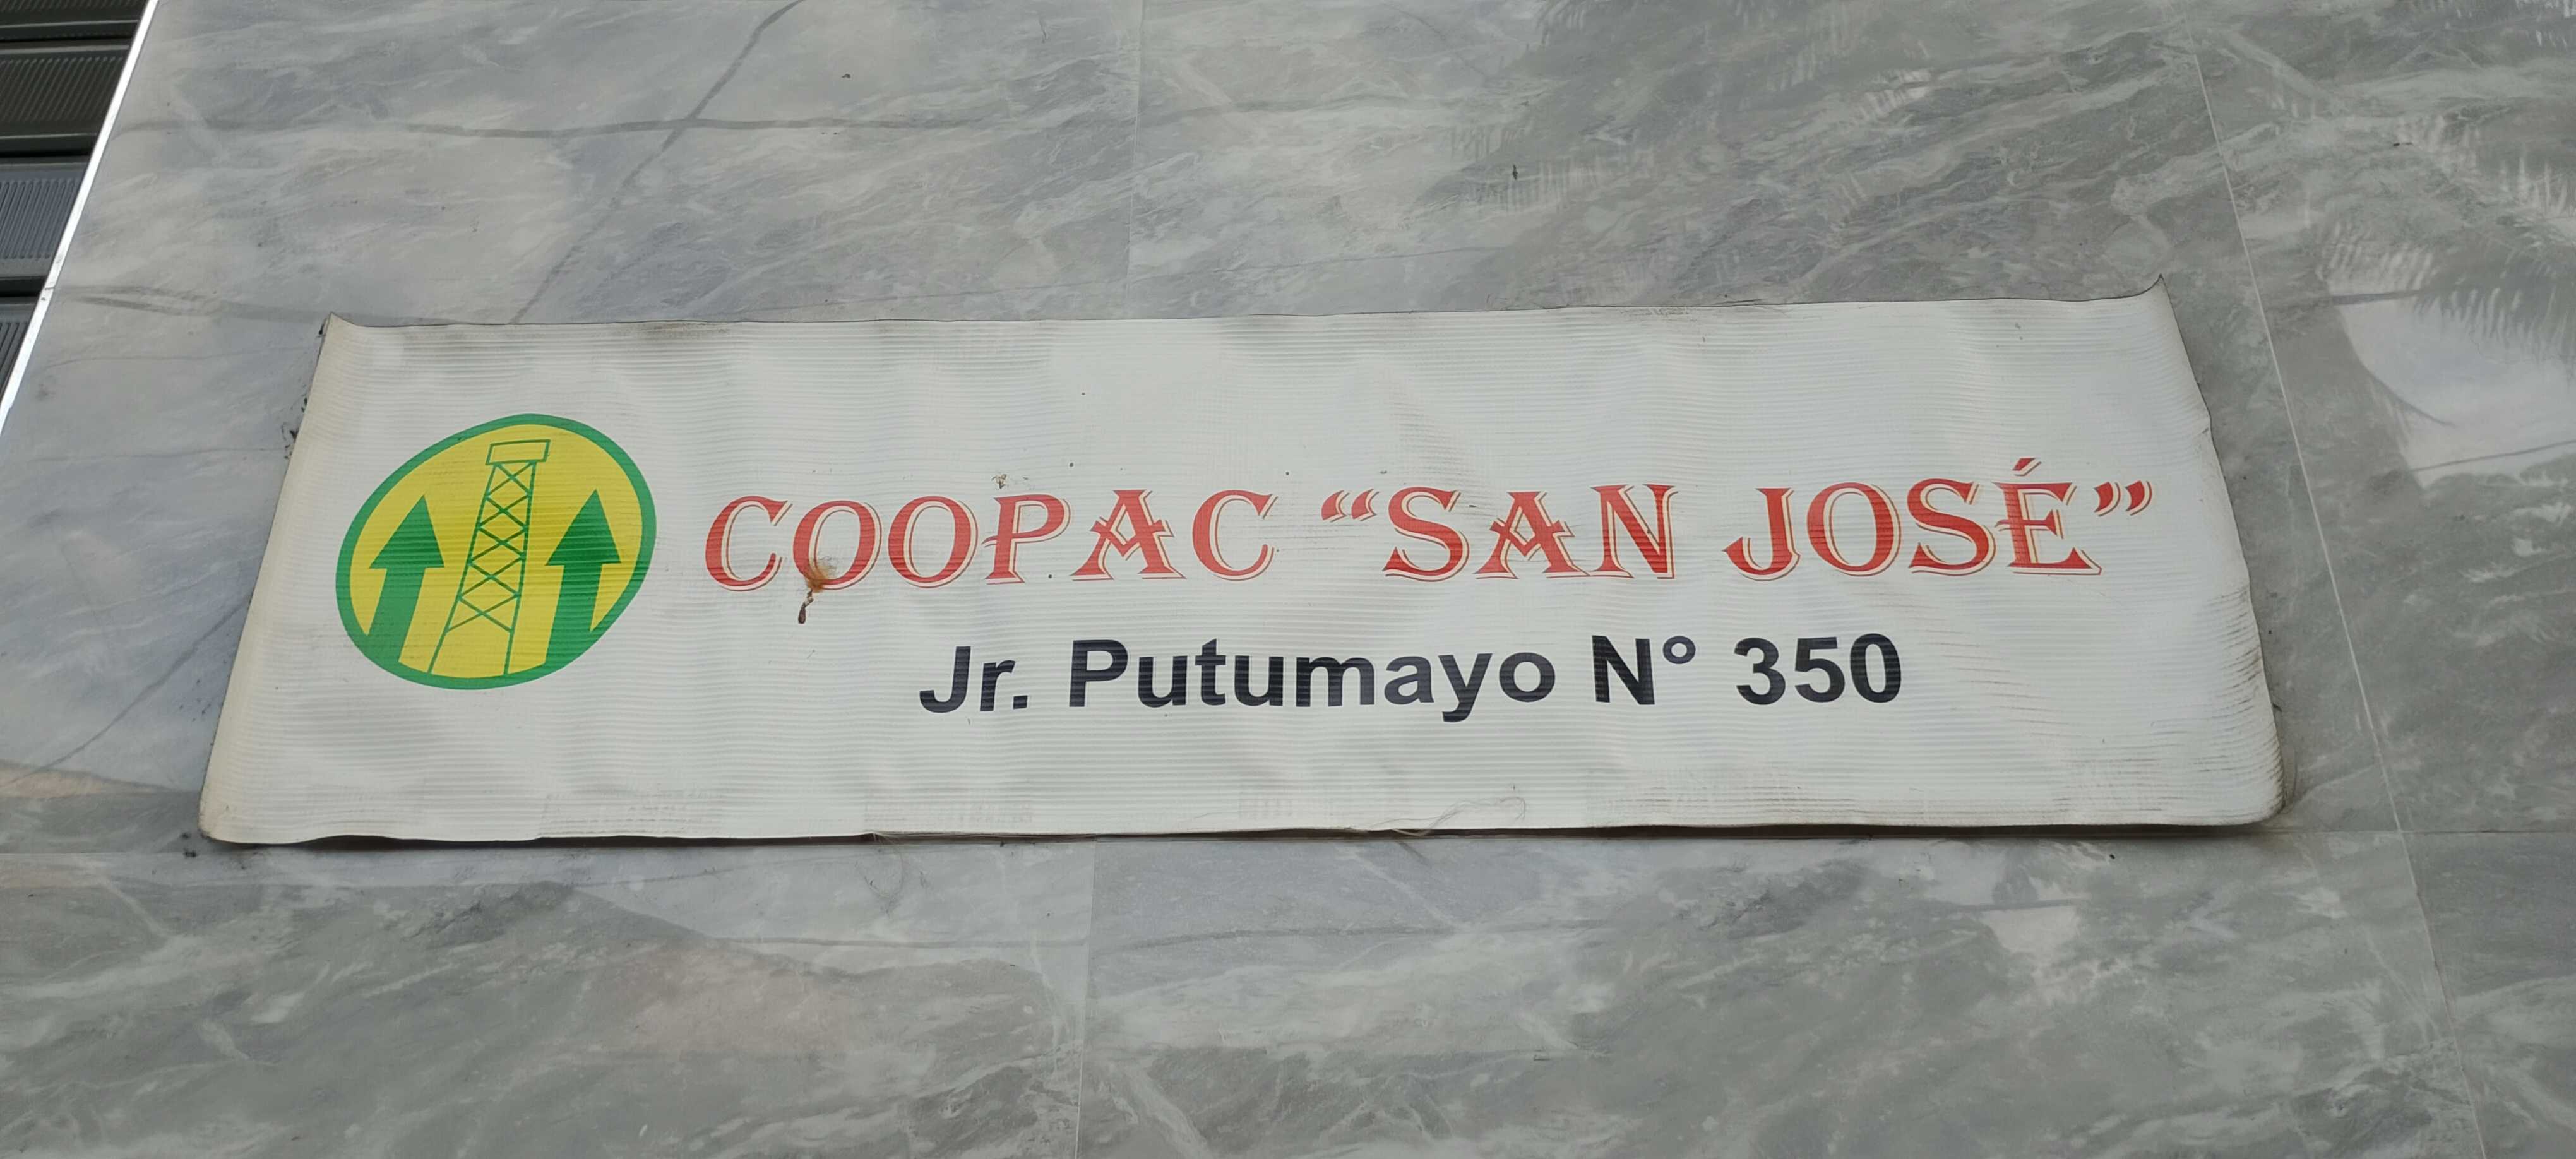 COOPAC “SAN JOSÉ”
Jr. Putumayo N° 350